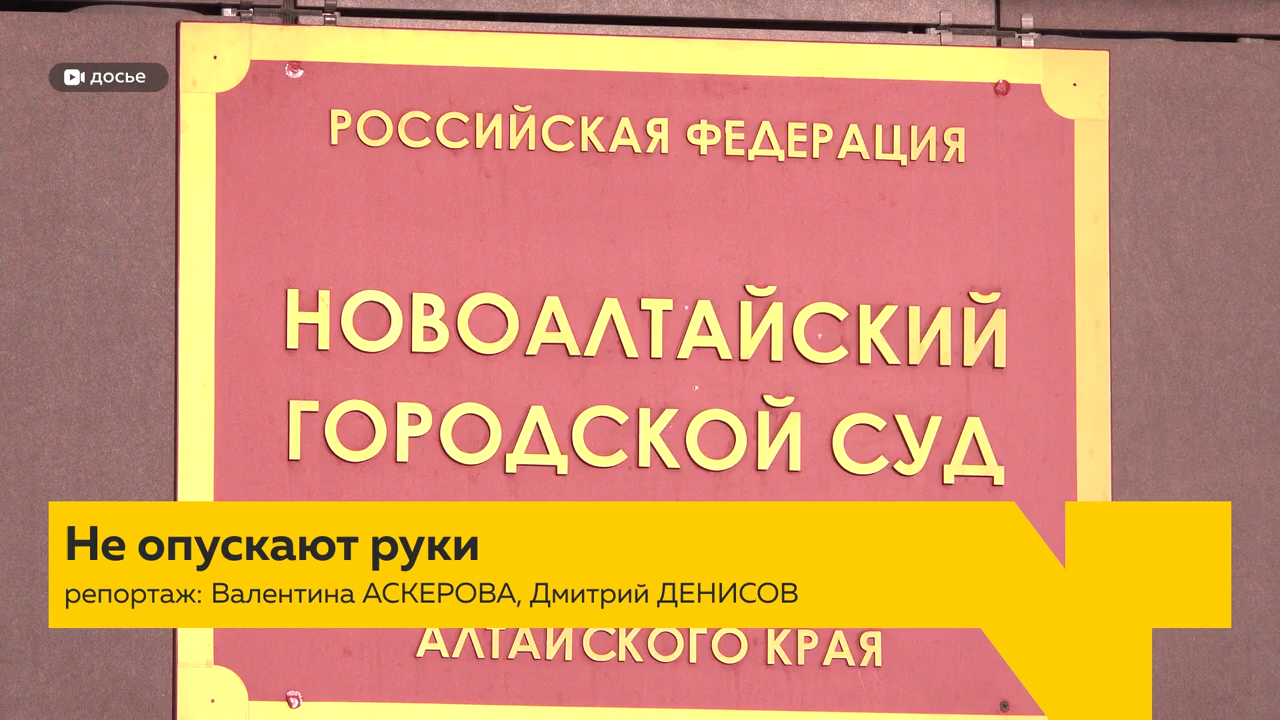 досье
РОССИЙСКАЯ ФЕДЕРАЦИЯ
НОВОАЛТАЙСКИЙ
ГОРОДСКОЙ СУД
Не опускают руки
репортаж: Валентина АСКЕРОВА, Дмитрий ДЕНИСОВ
АЛТАЙСКОГО КРАЯ